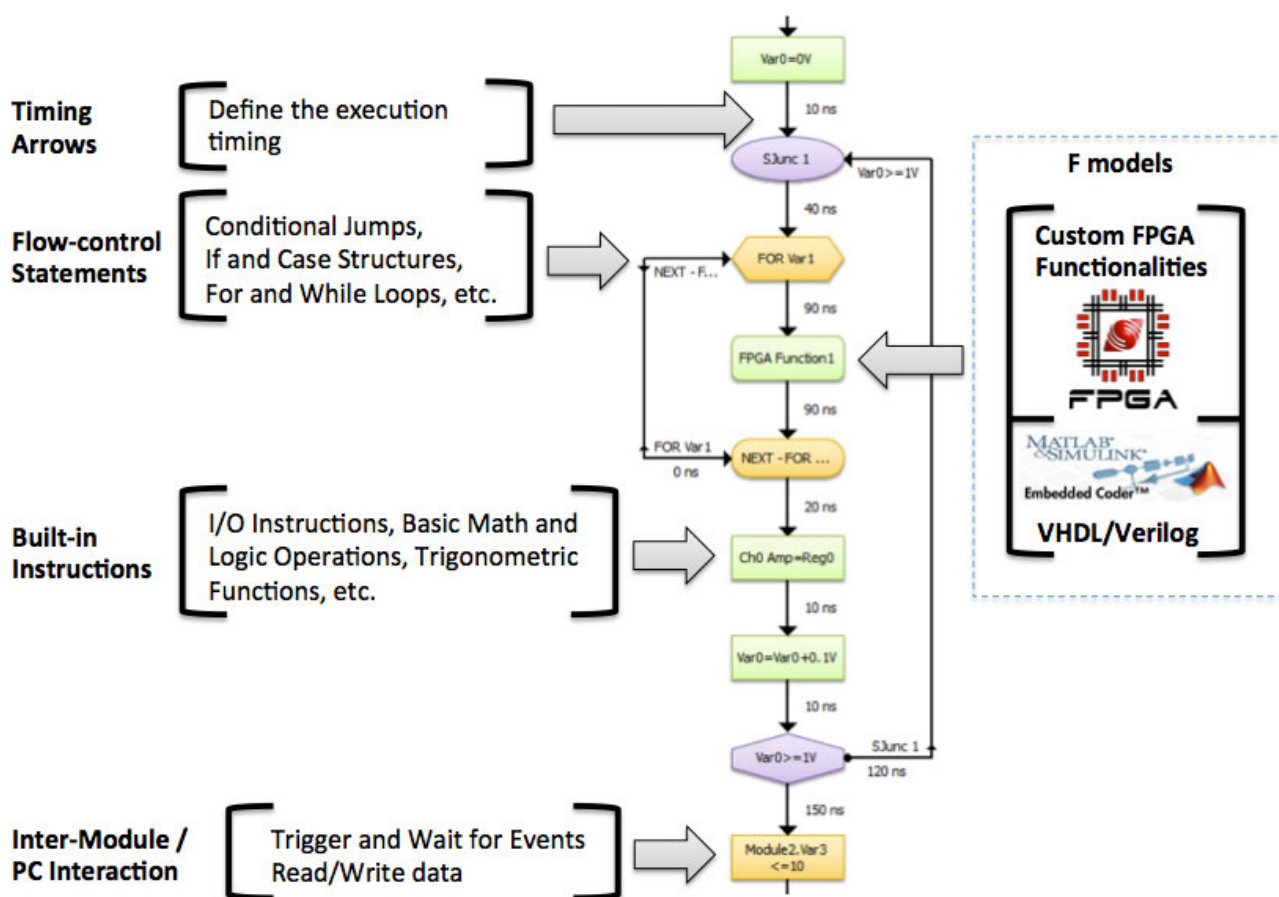 Timing
Arrows
Define the execution
timing
Flow-control
Statements
Conditional Jumps,
If and Case Structures,
For and While Loops, etc.
Built-in
Instructions
I/O Instructions, Basic Math and
Logic Operations, Trigonometric
Functions, etc.
Inter-Module /
PC Interaction
Trigger and Wait for Events
Read/Write data
Var0=0V
10 ns
SJunc 1
Var0>=1V
40 ns
FOR Var1
NEXT - F...
90 ns
FPGA Function1
90 ns
FOR Var1
0 ns
NEXT - FOR ...
20 ns
Ch0 Amp=Reg0
10 ns
Var0=Var0+0.1V
10 ns
Var0>=1V
SJunc 1
120 ns
150 ns
Module2.Var3
<=10
F models
Custom FPGA
Functionalities
FPGA
MATLAB®
&SIMULINK®
Embedded Coder™
VHDL/Verilog